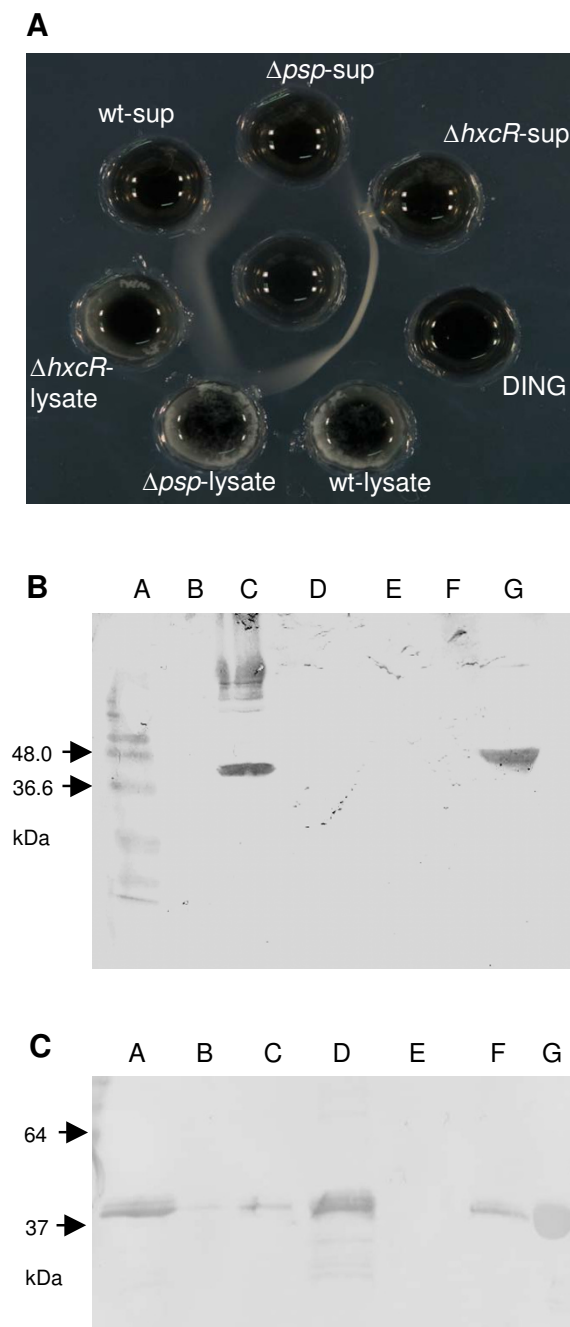 A
Δpsp-sup
wt-sup
ΔhxcR-sup
ΔhxcR-
lysate
DING
Δpsp-lysate
wt-lysate
B
A B C D E F G
48.0
36.6
kDa
C
A B C D E F G
64
37
kDa